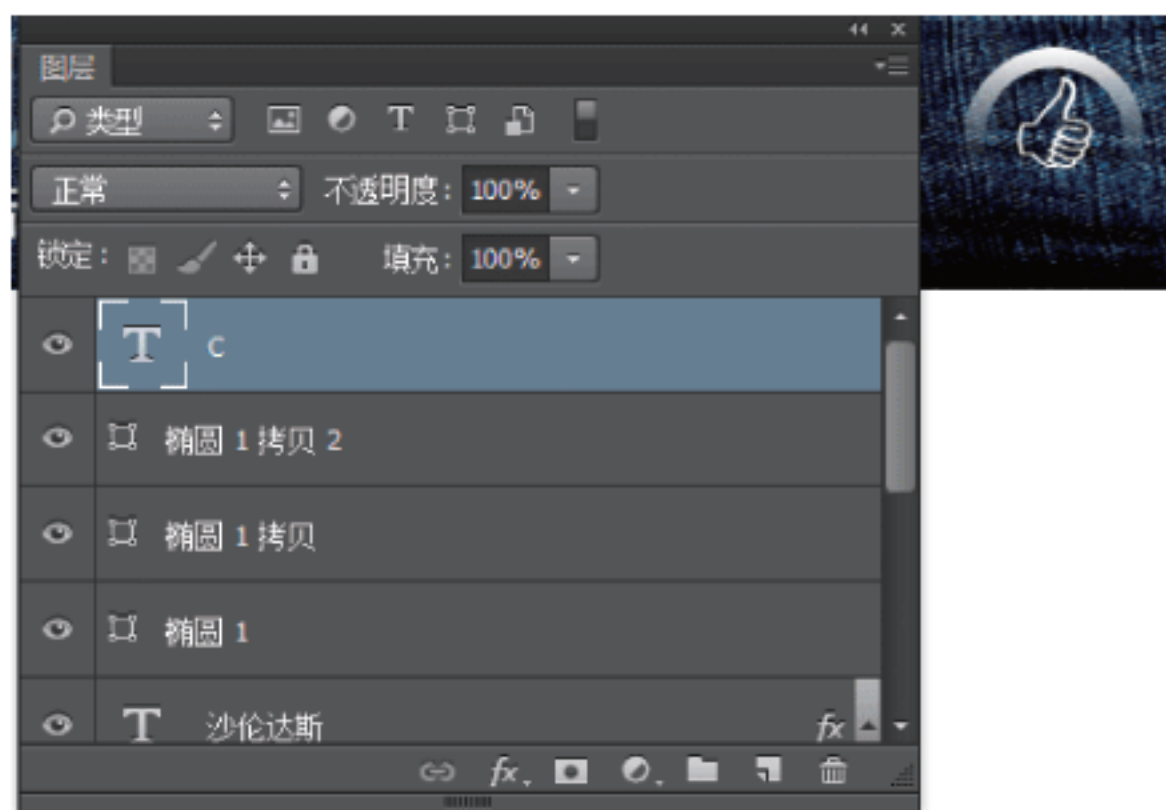 图层
类型
正常 不透明度: 100%
锁定: 填充: 100%
T C
椭圆 1 拷贝 2
椭圆 1 拷贝
椭圆 1
T 沙伦达斯 fx
fx